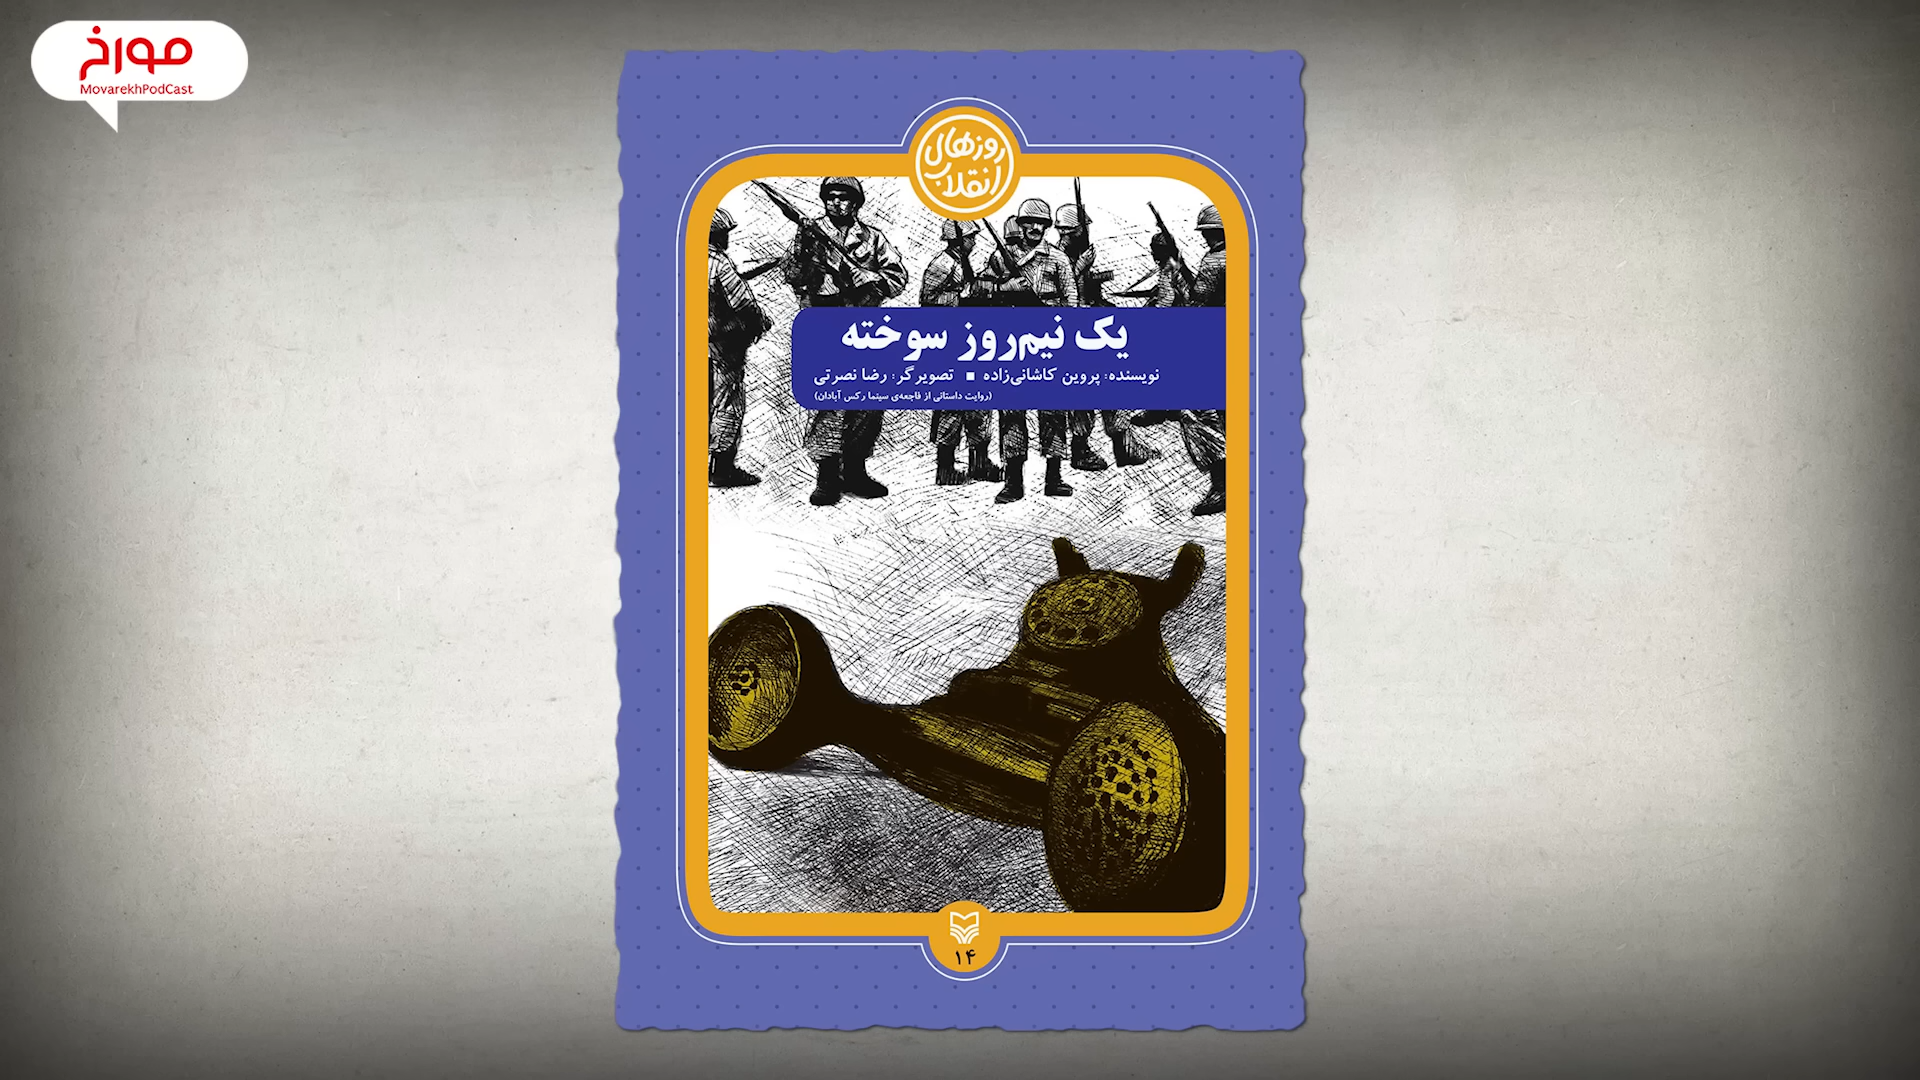 مورخ
MovarekhPodCast
روزهای
انقلاب
یک نیم‌روز سوخته
نویسنده: پروین کاشانی‌زاده ■ تصویرگر: رضا نصرتی
(روایت داستانی از فاجعه‌ی سینما رکس آبادان)
۱۴